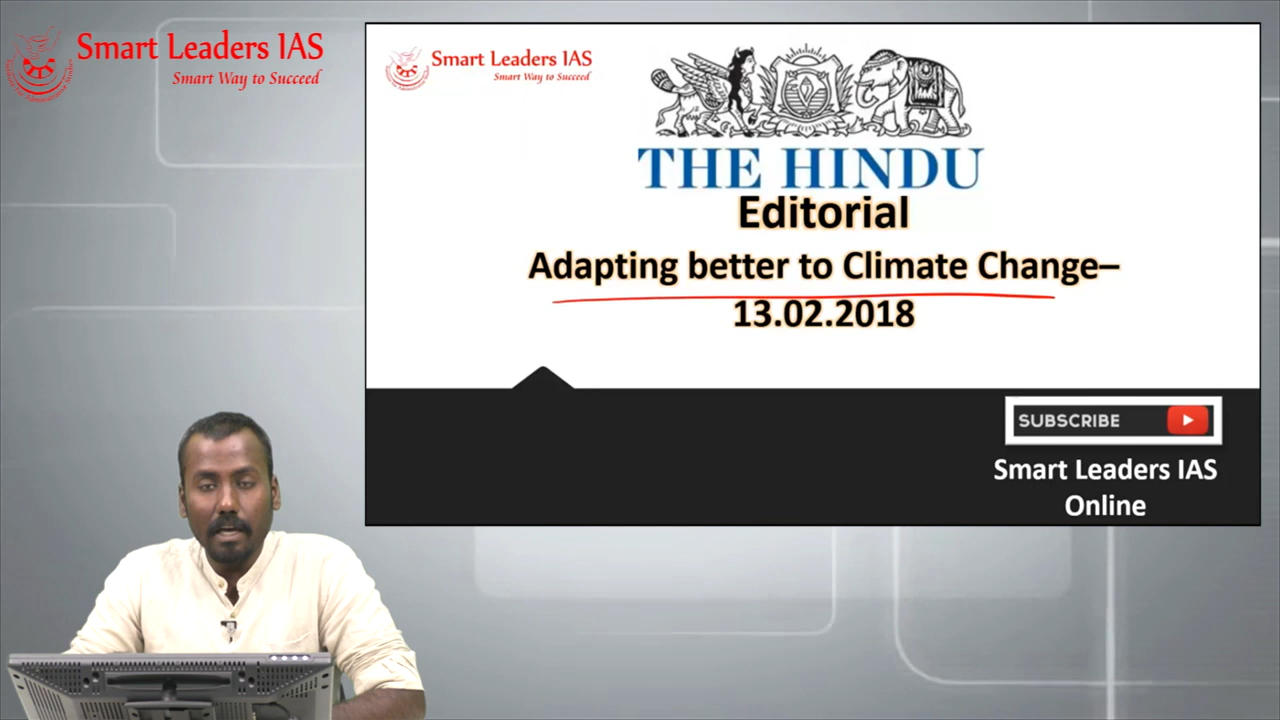 Smart Leaders IAS
Smart Way to Succeed
Smart Leaders IAS
Smart Way to Succeed
THE HINDU
Editorial
Adapting better to Climate Change–
13.02.2018
SUBSCRIBE
Smart Leaders IAS
Online